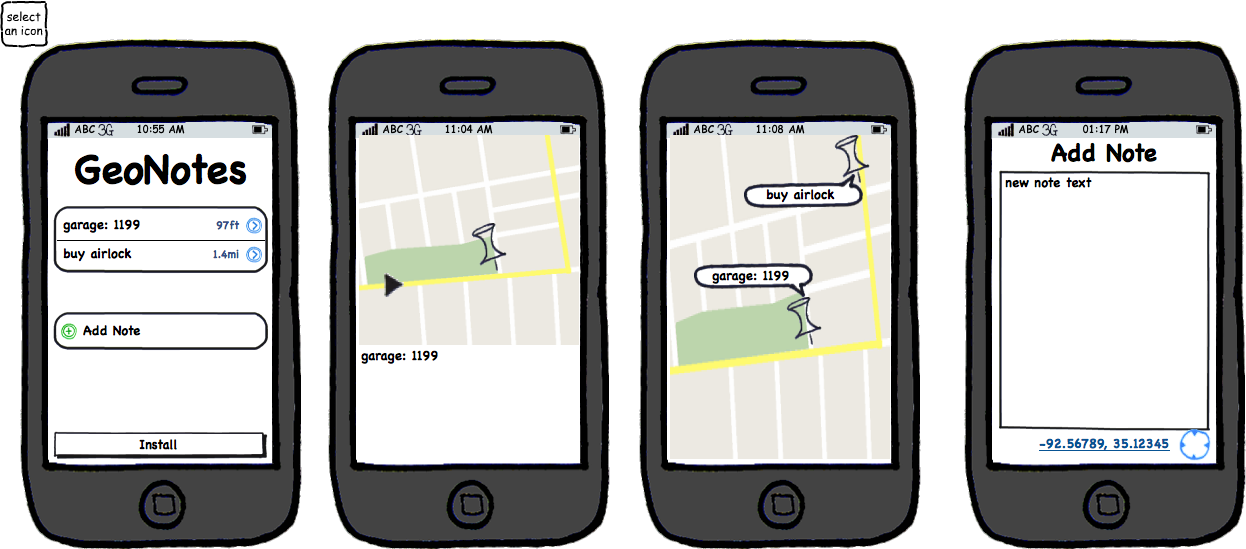 select
an icon
ABC 3G 10:55 AM
GeoNotes
garage: 1199 97ft
buy airlock 1.4mi
Add Note
Install
ABC 3G 11:04 AM
garage: 1199
ABC 3G 11:08 AM
buy airlock
garage: 1199
ABC 3G 01:17 PM
Add Note
new note text
-92.56789, 35.12345